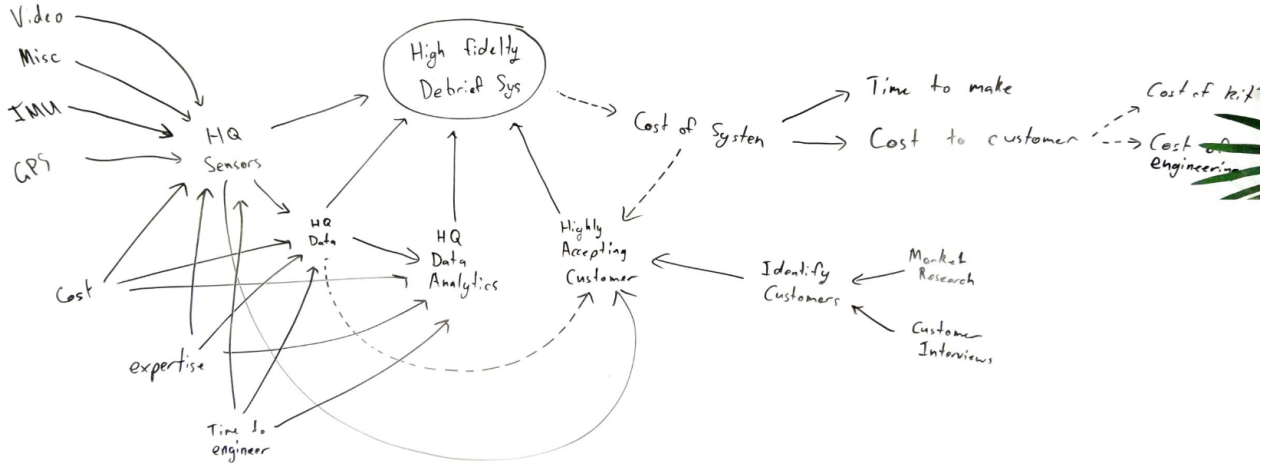 Video
Misc
IMU
GPS
HQ
Sensors
High fidelty
Debrief Sys
Cost of System
Time to make
Cost to customer
Cost of kit
Cost of
engineering
HQ
Data
HQ
Data
Analytics
Highly
Accepting
Customer
Identify
Customers
Market
Research
Customer
Interviews
Cost
expertise
Time to
engineer